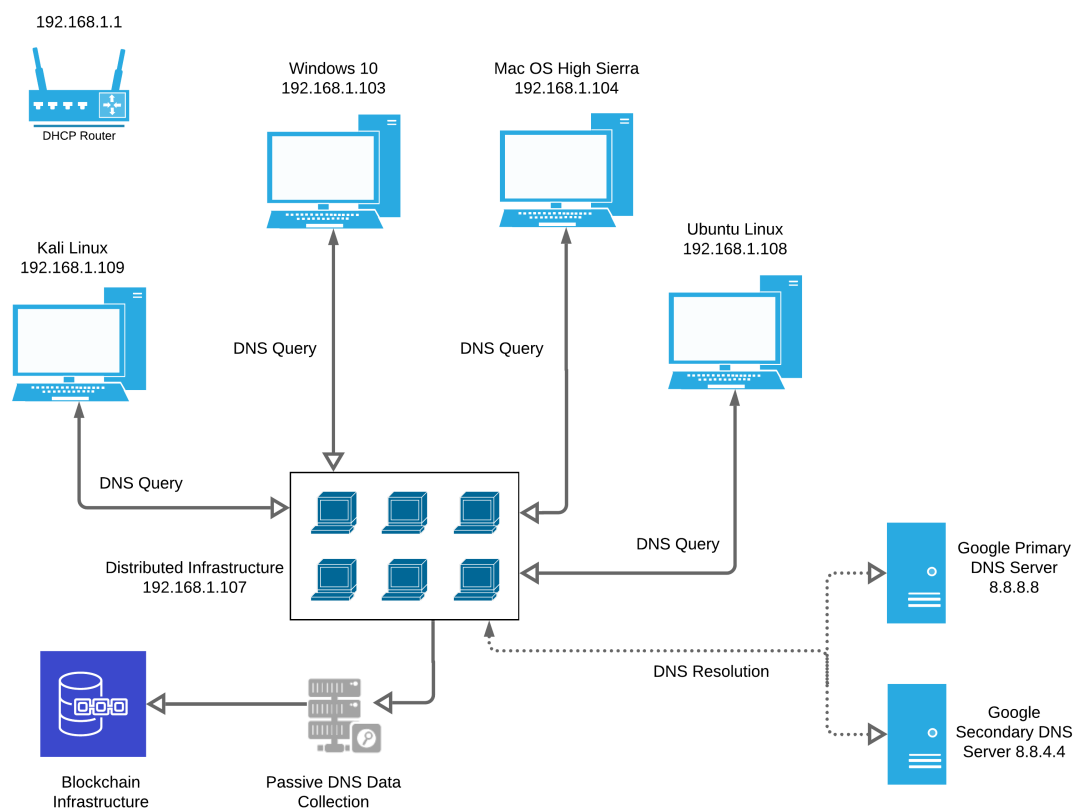 192.168.1.1
DHCP Router
Windows 10
192.168.1.103
Mac OS High Sierra
192.168.1.104
Kali Linux
192.168.1.109
Ubuntu Linux
192.168.1.108
DNS Query
DNS Query
DNS Query
DNS Query
Distributed Infrastructure
192.168.1.107
Google Primary
DNS Server
8.8.8.8
DNS Resolution
Google
Secondary DNS
Server 8.8.4.4
Blockchain
Infrastructure
Passive DNS Data
Collection